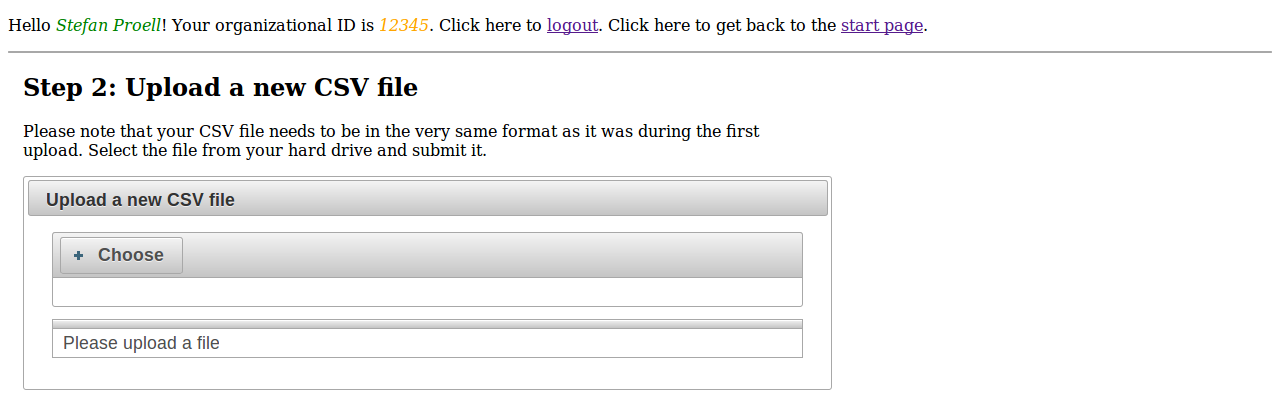 Hello Stefan Proell! Your organizational ID is 12345. Click here to logout. Click here to get back to the start page.
Step 2: Upload a new CSV file
Please note that your CSV file needs to be in the very same format as it was during the first
upload. Select the file from your hard drive and submit it.
Upload a new CSV file
Choose
Please upload a file